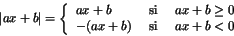 |ax + b| = { ax + b si ax + b ≥ 0
−(ax + b) si ax + b < 0